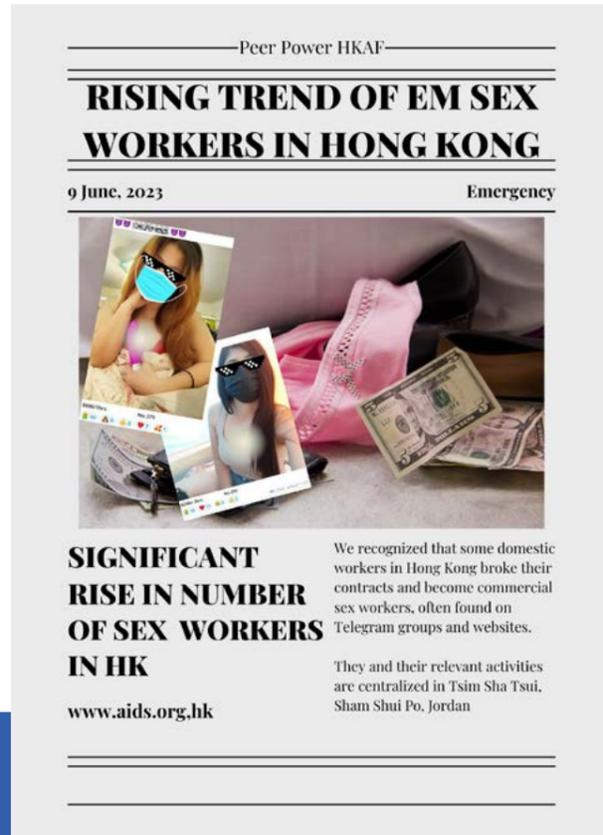 Peer Power HKAF
RISING TREND OF EM SEX
WORKERS IN HONG KONG
9 June, 2023
Emergency
SIGNIFICANT
RISE IN NUMBER
OF SEX WORKERS
IN HK
www.aids.org,hk
We recognized that some domestic
workers in Hong Kong broke their
contracts and become commercial
sex workers, often found on
Telegram groups and websites.
They and their relevant activities
are centralized in Tsim Sha Tsui,
Sham Shui Po, Jordan